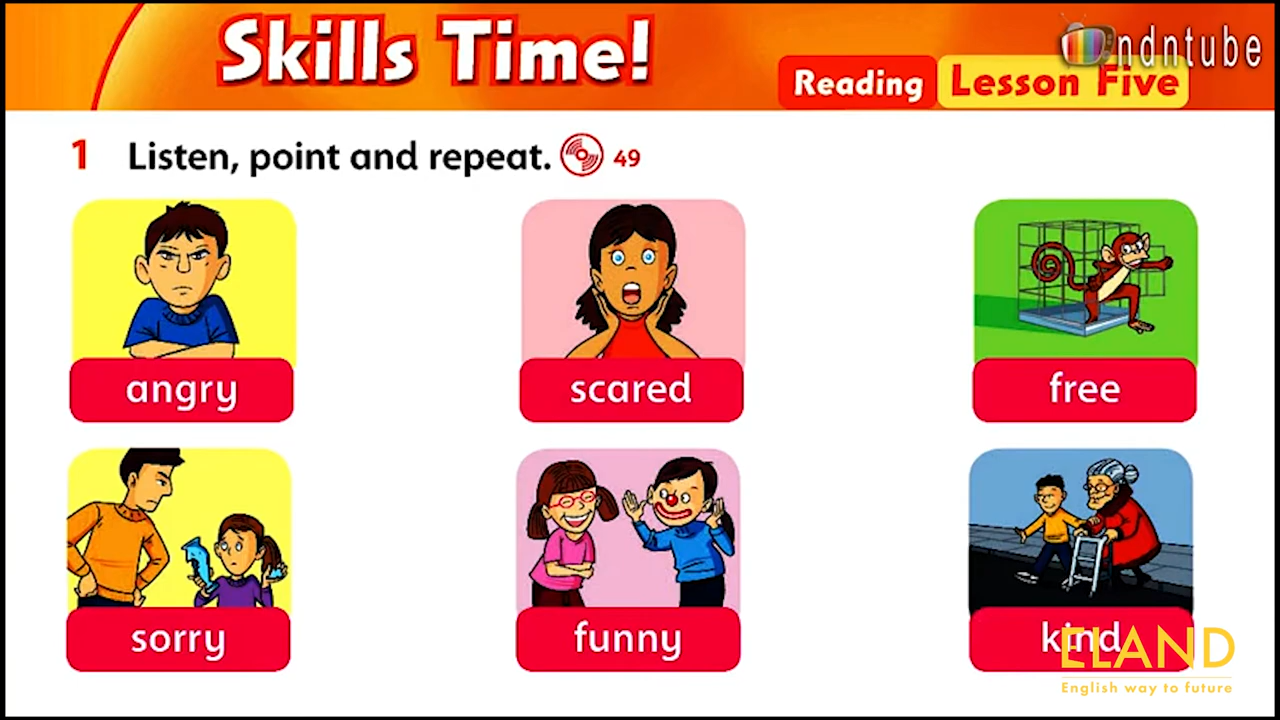 Skills Time!
ndntube
Reading Lesson Five
1 Listen, point and repeat. 49
angry scared free
sorry funny kind
ELAND
English way to future